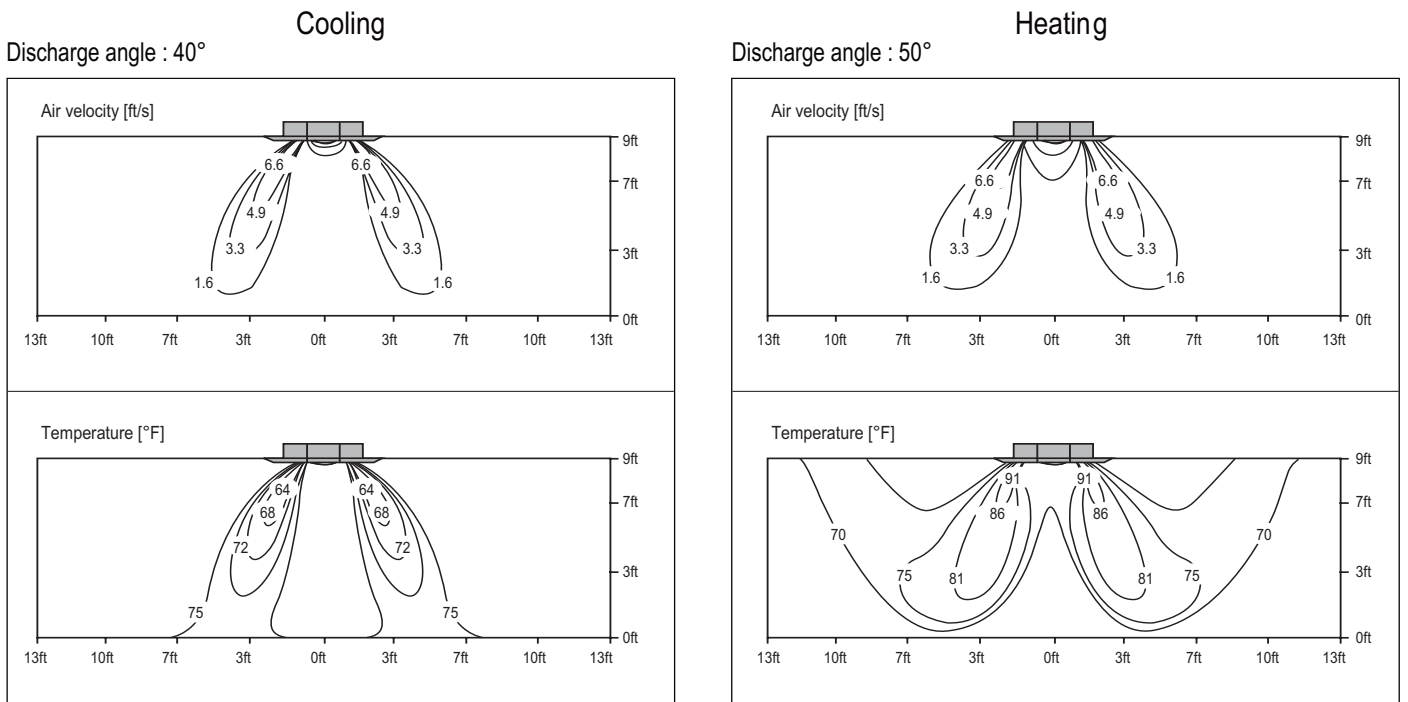 Cooling
Discharge angle : 40°
Air velocity [ft/s]
9ft
6.6 6.6
7ft
4.9 4.9
3.3 3.3
3ft
1.6 1.6
0ft
13ft 10ft 7ft 3ft 0ft 3ft 7ft 10ft 13ft
Temperature [°F]
9ft
64 64
7ft
68 68
72 72
3ft
75 75
0ft
13ft 10ft 7ft 3ft 0ft 3ft 7ft 10ft 13ft
Heating
Discharge angle : 50°
Air velocity [ft/s]
9ft
6.6 6.6
7ft
4.9 4.9
3.3 3.3
3ft
1.6 1.6
0ft
13ft 10ft 7ft 3ft 0ft 3ft 7ft 10ft 13ft
Temperature [°F]
9ft
91 91
7ft
86 86
70 70
75 75
3ft
81 81
0ft
13ft 10ft 7ft 3ft 0ft 3ft 7ft 10ft 13ft